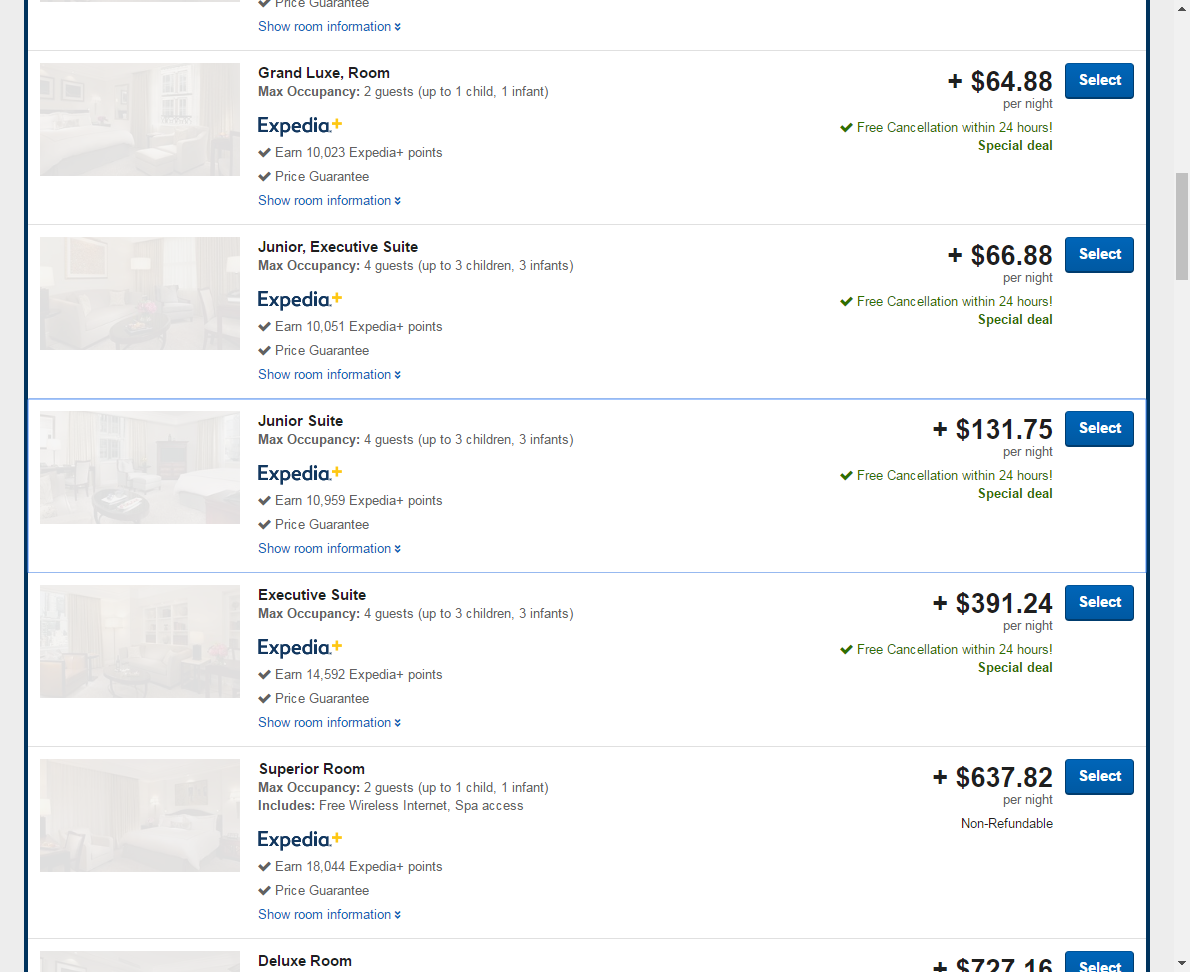 Price Guarantee
Show room information
Grand Luxe, Room
Max Occupancy: 2 guests (up to 1 child, 1 infant)
+ $64.88
Select
per night
Expedia+
Free Cancellation within 24 hours!
Special deal
Earn 10,023 Expedia+ points
Price Guarantee
Show room information
Junior, Executive Suite
Max Occupancy: 4 guests (up to 3 children, 3 infants)
+ $66.88
Select
per night
Expedia+
Free Cancellation within 24 hours!
Special deal
Earn 10,051 Expedia+ points
Price Guarantee
Show room information
Junior Suite
Max Occupancy: 4 guests (up to 3 children, 3 infants)
+ $131.75
Select
per night
Expedia+
Free Cancellation within 24 hours!
Special deal
Earn 10,959 Expedia+ points
Price Guarantee
Show room information
Executive Suite
Max Occupancy: 4 guests (up to 3 children, 3 infants)
+ $391.24
Select
per night
Expedia+
Free Cancellation within 24 hours!
Special deal
Earn 14,592 Expedia+ points
Price Guarantee
Show room information
Superior Room
Max Occupancy: 2 guests (up to 1 child, 1 infant)
Includes: Free Wireless Internet, Spa access
+ $637.82
Select
per night
Non-Refundable
Expedia+
Earn 18,044 Expedia+ points
Price Guarantee
Show room information
Deluxe Room
+ $727.16
Select